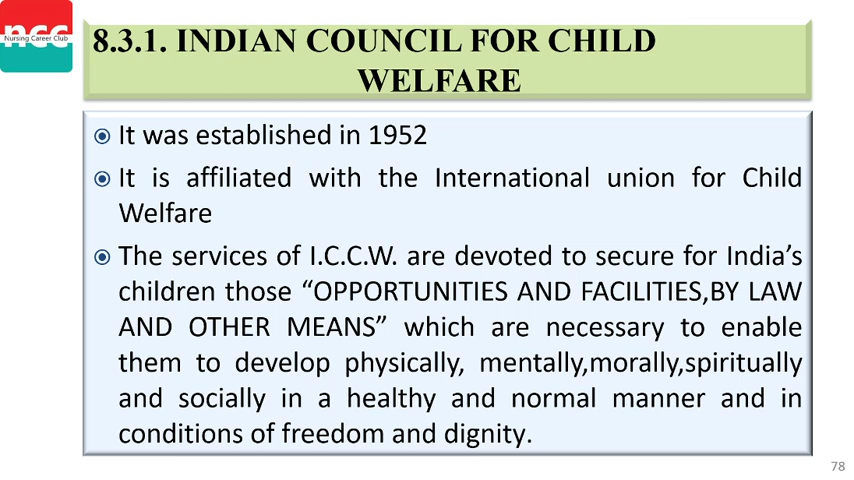 ncc
Nursing Career Club
8.3.1. INDIAN COUNCIL FOR CHILD
WELFARE
It was established in 1952
It is affiliated with the International union for Child
Welfare
The services of I.C.C.W. are devoted to secure for India’s
children those “OPPORTUNITIES AND FACILITIES,BY LAW
AND OTHER MEANS” which are necessary to enable
them to develop physically, mentally,morally,spiritually
and socially in a healthy and normal manner and in
conditions of freedom and dignity.
78